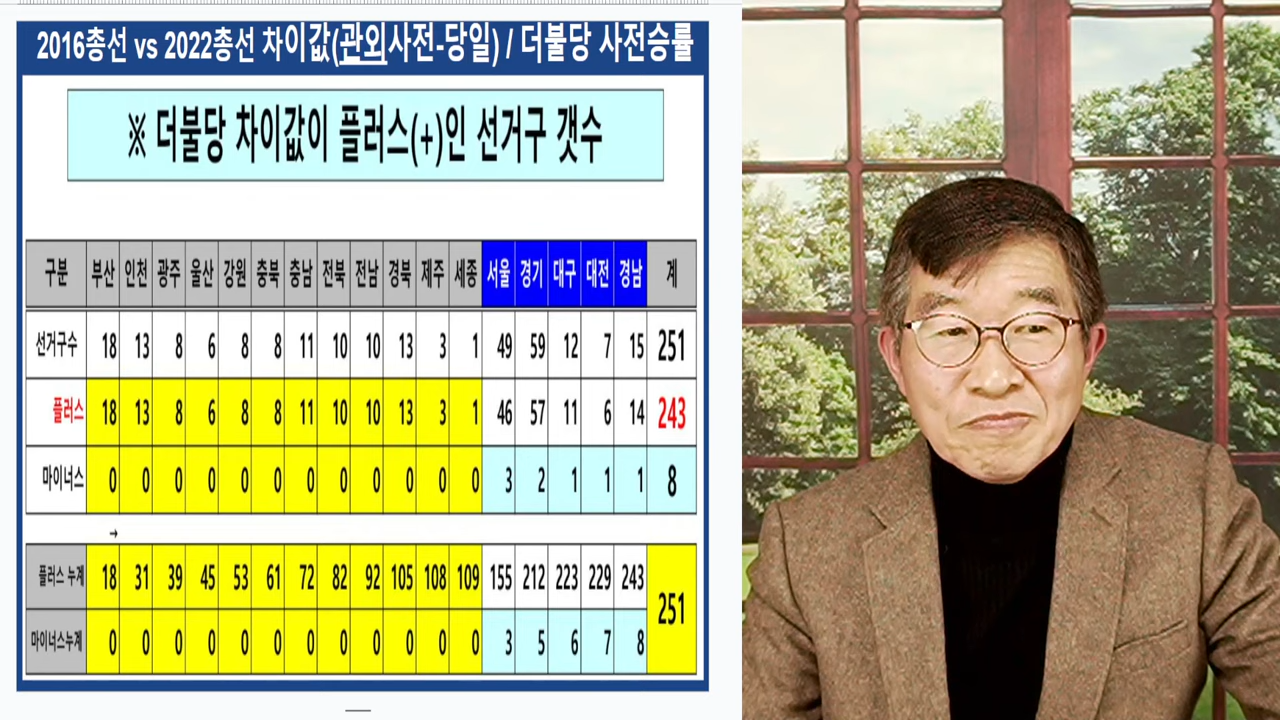 2016총선 vs 2022총선 차이값(관외사전-당일) / 더불당 사전승률
※ 더불당 차이값이 플러스(+)인 선거구 갯수
구분 부산 인천 광주 울산 강원 충북 충남 전북 전남 경북 제주 세종 서울 경기 대구 대전 경남 계
선거구수 18 13 8 6 8 8 11 10 10 13 3 1 49 59 12 7 15 251
플러스 18 13 8 6 8 8 11 10 10 13 3 1 46 57 11 6 14 243
마이너스 0 0 0 0 0 0 0 0 0 0 0 0 3 2 1 1 1 8
→
플러스 누계 18 31 39 45 53 61 72 82 92 105 108 109 155 212 223 229 243 251
마이너스누계 0 0 0 0 0 0 0 0 0 0 0 0 3 5 6 7 8